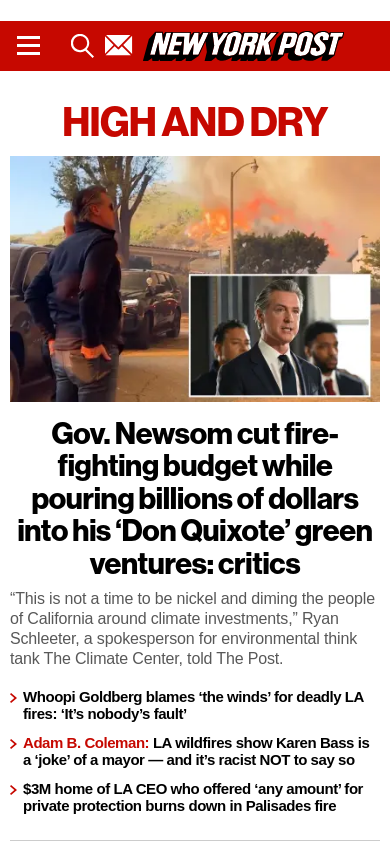 NEW YORK POST
HIGH AND DRY
Gov. Newsom cut fire-
fighting budget while
pouring billions of dollars
into his ‘Don Quixote’ green
ventures: critics
“This is not a time to be nickel and diming the people
of California around climate investments,” Ryan
Schleeter, a spokesperson for environmental think
tank The Climate Center, told The Post.
Whoopi Goldberg blames ‘the winds’ for deadly LA
fires: ‘It’s nobody’s fault’
Adam B. Coleman: LA wildfires show Karen Bass is
a ‘joke’ of a mayor — and it’s racist NOT to say so
$3M home of LA CEO who offered ‘any amount’ for
private protection burns down in Palisades fire